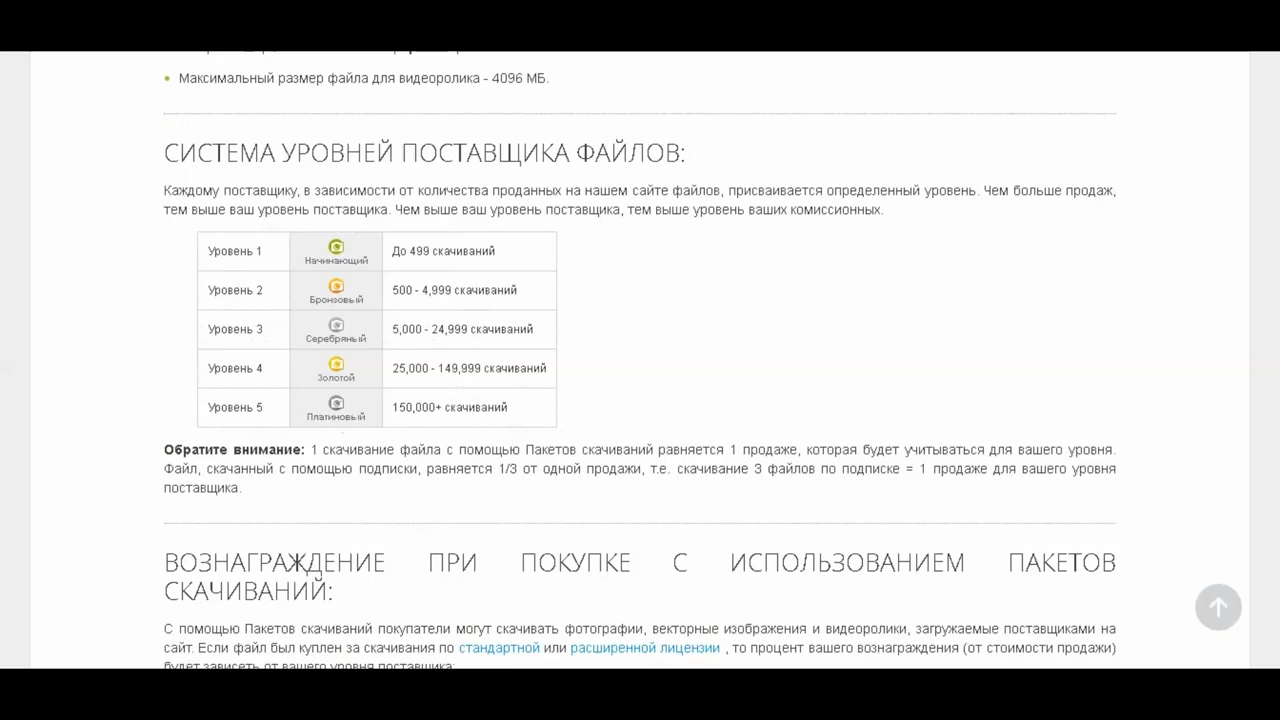 Максимальный размер файла для видеоролика - 4096 МБ.
СИСТЕМА УРОВНЕЙ ПОСТАВЩИКА ФАЙЛОВ:
Каждому поставщику, в зависимости от количества проданных на нашем сайте файлов, присваивается определенный уровень. Чем больше продаж,
тем выше ваш уровень поставщика. Чем выше ваш уровень поставщика, тем выше уровень ваших комиссионных.
Уровень 1 Начинающий До 499 скачиваний
Уровень 2 Бронзовый 500 - 4,999 скачиваний
Уровень 3 Серебряный 5,000 - 24,999 скачиваний
Уровень 4 Золотой 25,000 - 149,999 скачиваний
Уровень 5 Платиновый 150,000+ скачиваний
Обратите внимание: 1 скачивание файла с помощью Пакетов скачиваний равняется 1 продаже, которая будет учитываться для вашего уровня.
Файл, скачанный с помощью подписки, равняется 1/3 от одной продажи, т.е. скачивание 3 файлов по подписке = 1 продаже для вашего уровня
поставщика.
ВОЗНАГРАЖДЕНИЕ ПРИ ПОКУПКЕ С ИСПОЛЬЗОВАНИЕМ ПАКЕТОВ
СКАЧИВАНИЙ:
С помощью Пакетов скачиваний покупатели могут скачивать фотографии, векторные изображения и видеоролики, загружаемые поставщиками на
сайт. Если файл был куплен за скачивания по стандартной или расширенной лицензии , то процент вашего вознаграждения (от стоимости продажи)
будет зависеть от вашего уровня поставщика: